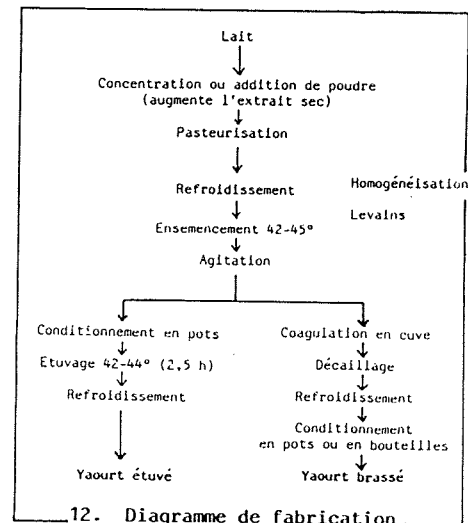 Lait
Concentration ou addition de poudre
(augmente l'extrait sec)
Pasteurisation
Homogénéisation
Refroidissement
Levains
Ensemencement 42-45°
Agitation
Conditionnement en pots
Etuvage 42-44° (2,5 h)
Refroidissement
Yaourt étuvé
Coagulation en cuve
Décaillage
Refroidissement
Conditionnement
en pots ou en bouteilles
Yaourt brassé
12. Diagramme de fabrication